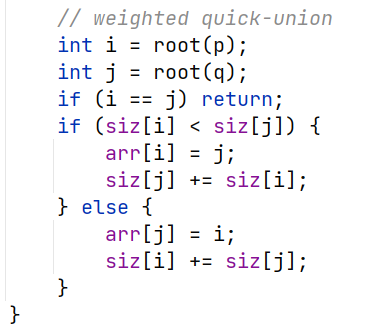 // weighted quick-union
int i = root(p);
int j = root(q);
if (i == j) return;
if (siz[i] < siz[j]) {
arr[i] = j;
siz[j] += siz[i];
} else {
arr[j] = i;
siz[i] += siz[j];
}
}